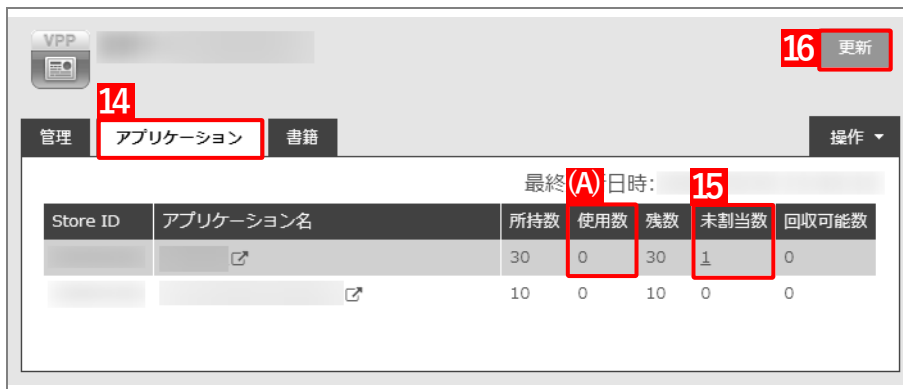 VPP
16 更新
14
管理 アプリケーション 書籍 操作
最終 (A) 日時: 15
Store ID アプリケーション名 所持数 使用数 残数 未割当数 回収可能数
30 0 30 1 0
10 0 10 0 0